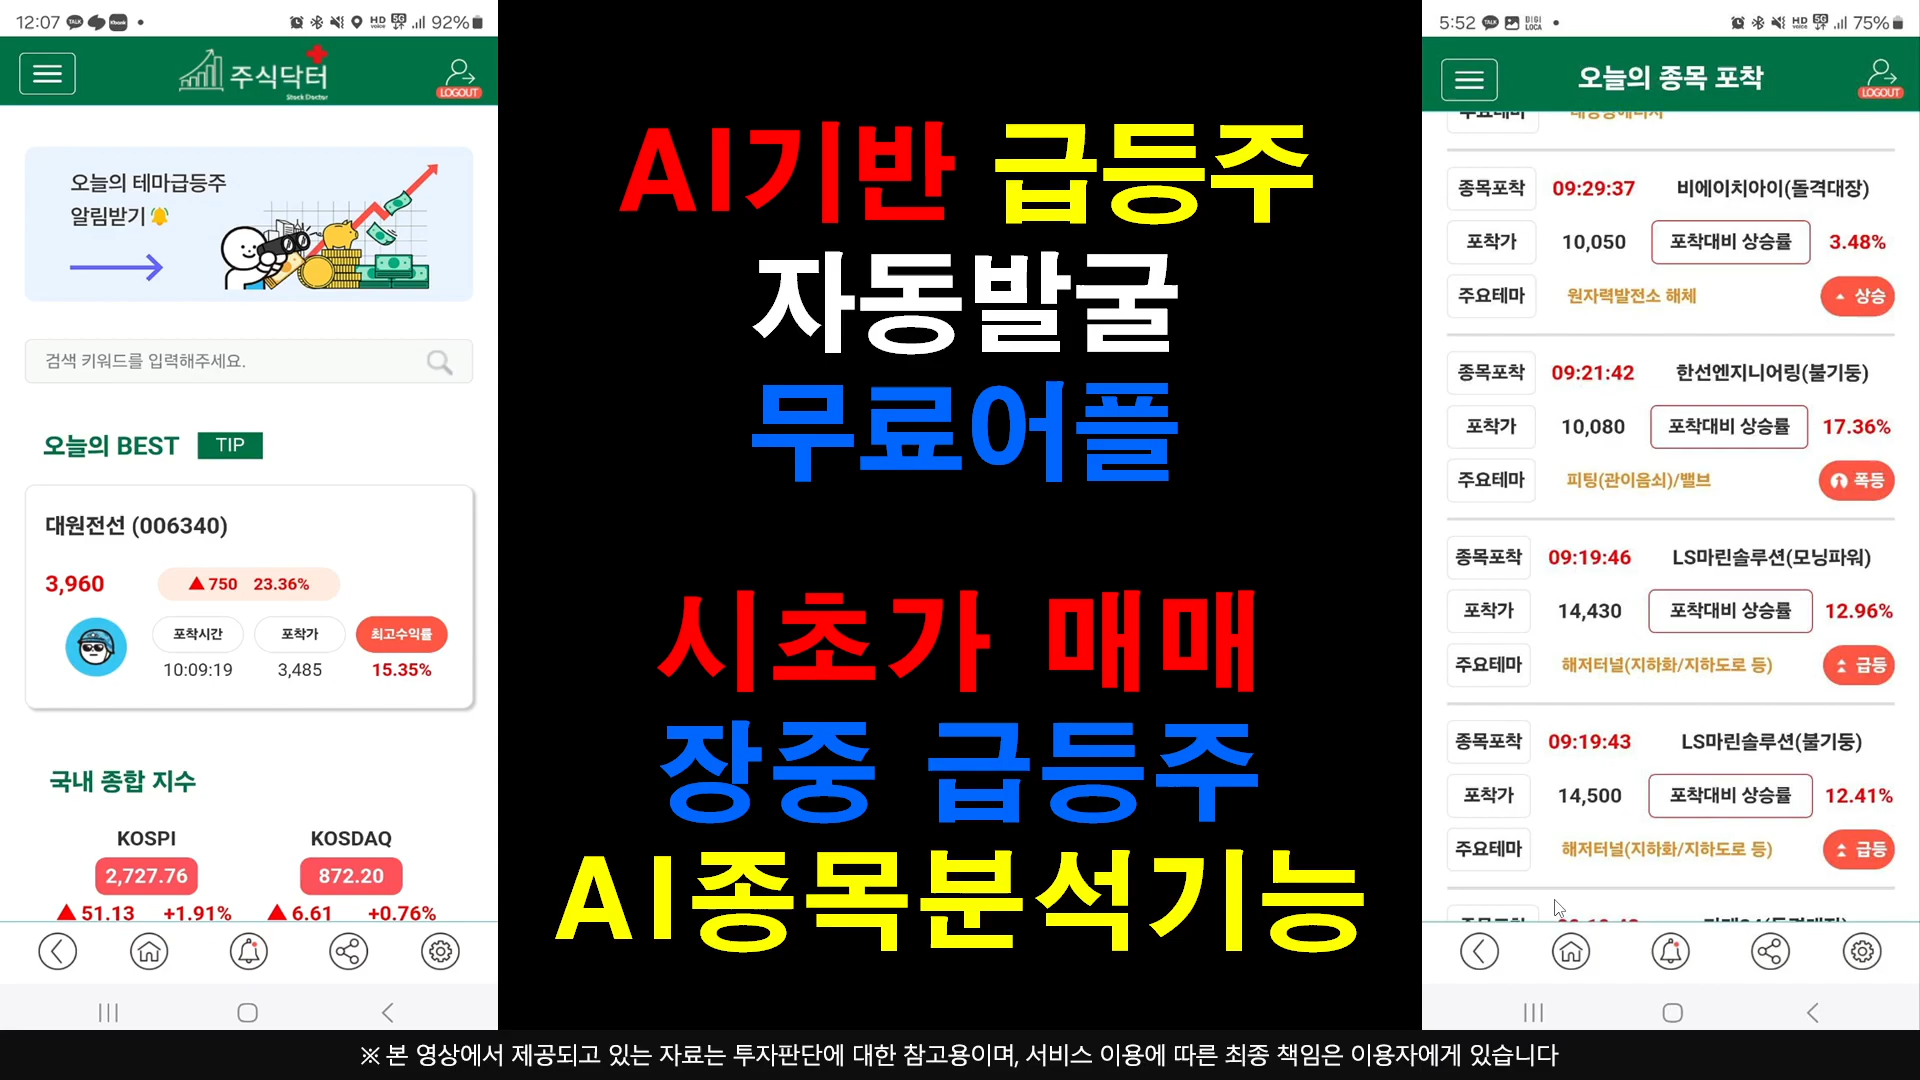 12:07 TALK Kbank HD voice 5G 92%
주식닥터
Stock Doctor
LOGOUT
오늘의 테마급등주
알림받기
검색 키워드를 입력해주세요.
오늘의 BEST TIP
대원전선 (006340)
3,960 ▲750 23.36%
포착시간 포착가 최고수익률
10:09:19 3,485 15.35%
국내 종합 지수
KOSPI KOSDAQ
2,727.76 872.20
▲51.13 +1.91% ▲6.61 +0.76%
AI기반 급등주
자동발굴
무료어플
시초가 매매
장중 급등주
AI종목분석기능
5:52 TALK DIGI LOCA HD voice 5G 75%
오늘의 종목 포착
LOGOUT
주요테마
종목포착 09:29:37 비에이치아이(돌격대장)
포착가 10,050 포착대비 상승률 3.48%
주요테마 원자력발전소 해체 상승
종목포착 09:21:42 한선엔지니어링(불기둥)
포착가 10,080 포착대비 상승률 17.36%
주요테마 피팅(관이음쇠)/밸브 폭등
종목포착 09:19:46 LS마린솔루션(모닝파워)
포착가 14,430 포착대비 상승률 12.96%
주요테마 해저터널(지하화/지하도로 등) 급등
종목포착 09:19:43 LS마린솔루션(불기둥)
포착가 14,500 포착대비 상승률 12.41%
주요테마 해저터널(지하화/지하도로 등) 급등
※ 본 영상에서 제공되고 있는 자료는 투자판단에 대한 참고용이며, 서비스 이용에 따른 최종 책임은 이용자에게 있습니다